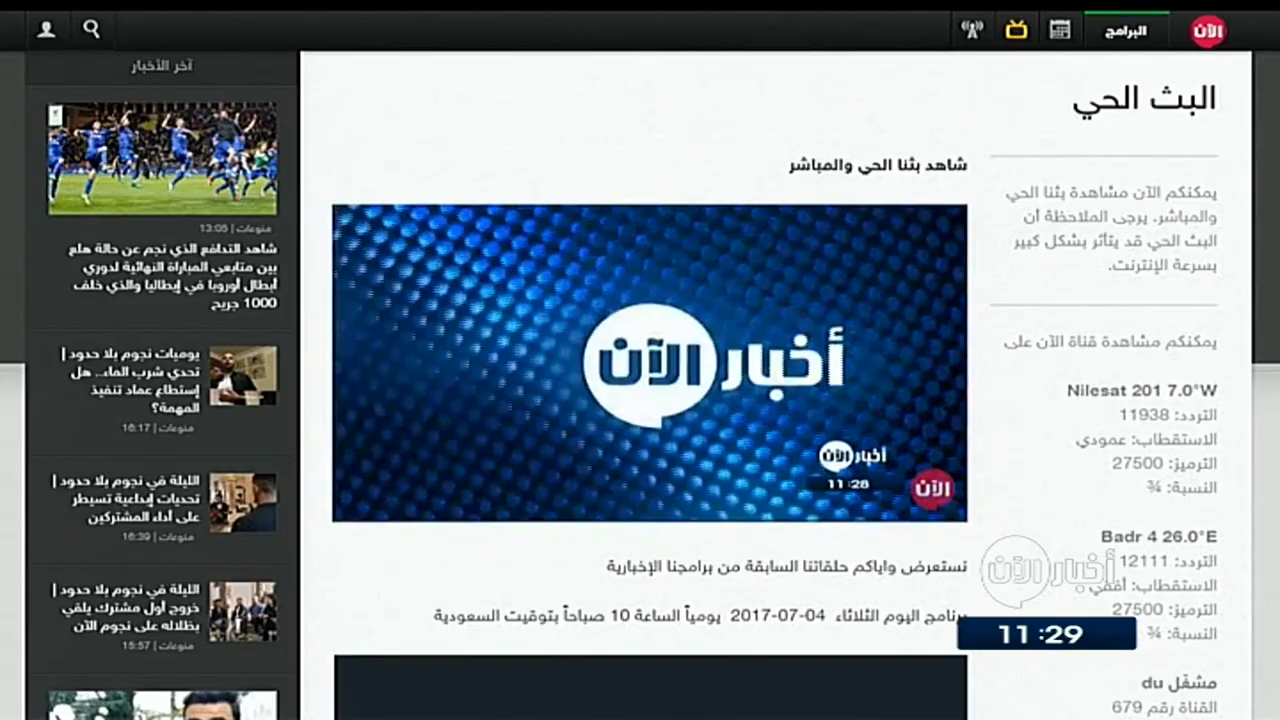 البرامج
الآن
البث الحي
يمكنكم الآن مشاهدة بثنا الحي
والمباشر. يرجى الملاحظة أن
البث الحي قد يتأثر بشكل كبير
بسرعة الإنترنت.
يمكنكم مشاهدة قناة الآن على
Nilesat 201 7.0°W
التردد: 11938
الاستقطاب: عمودي
الترميز: 27500
النسبة: ¾
Badr 4 26.0°E
التردد: 12111
الاستقطاب: أفقي
27500
النسبة: ¾
مشغّل du
القناة رقم 679
أخبار الآن
11:29
شاهد بثنا الحي والمباشر
أخبار الآن
أخبار الآن
11:28
الآن
نستعرض واياكم حلقاتنا السابقة من برامجنا الإخبارية
برنامج اليوم الثلاثاء 04-07-2017 يومياً الساعة 10 صباحاً بتوقيت السعودية
آخر الأخبار
منوعات | 13:05
شاهد التدافع الذي نجم عن حالة هلع
بين متابعي المباراة النهائية لدوري
أبطال أوروبا في إيطاليا والذي خلف
1000 جريح
يوميات نجوم بلا حدود |
تحدي شرب الماء.. هل
إستطاع عماد تنفيذ
المهمة؟
منوعات | 16:17
الليلة في نجوم بلا حدود |
تحديات إبداعية تسيطر
على أداء المشتركين
منوعات | 16:39
الليلة في نجوم بلا حدود |
خروج أول مشترك يلقي
بظلاله على نجوم الآن
منوعات | 15:57